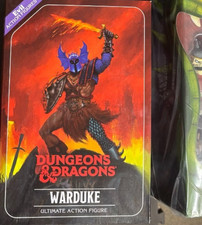 DUNGEONS
& DRAGONS
WARDUKE
ULTIMATE ACTION FIGURE